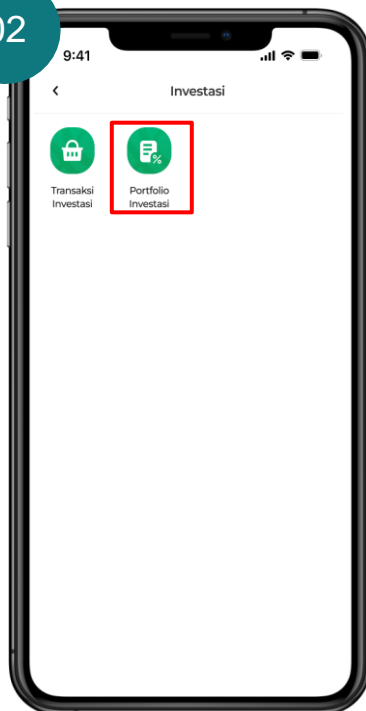 02
9:41
Investasi
%
Transaksi
Investasi
Portfolio
Investasi